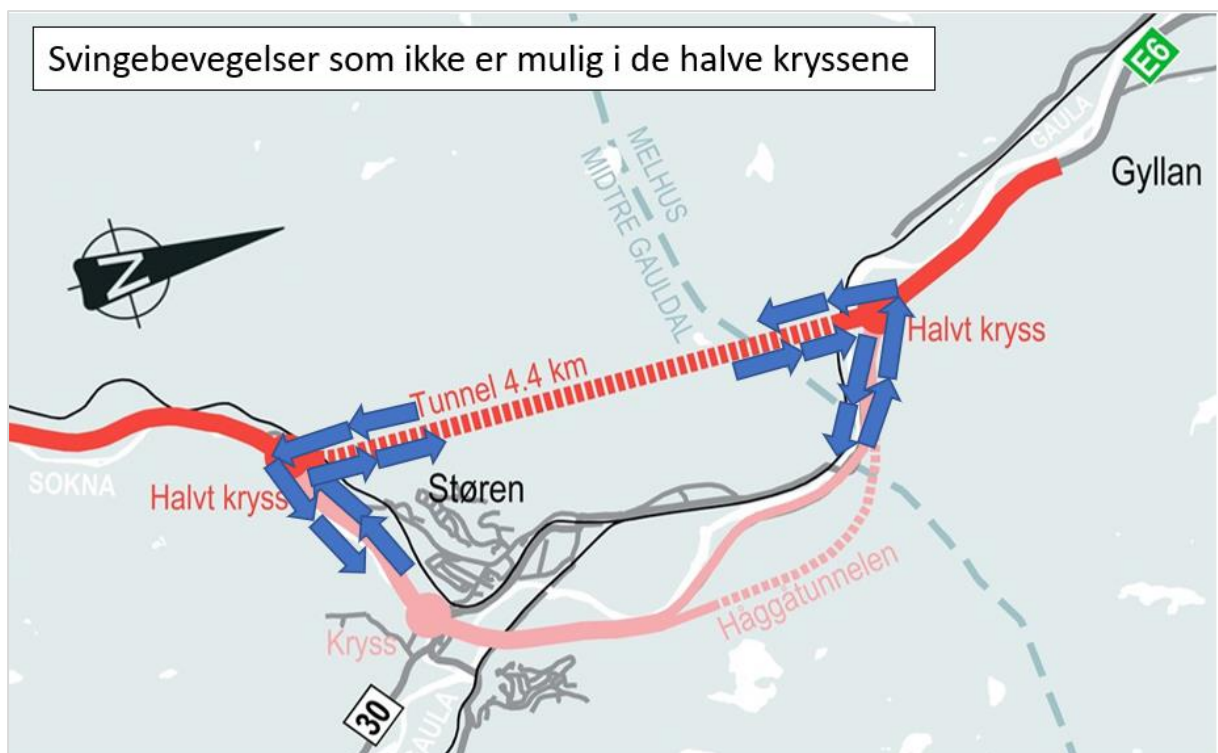 Svingebevegelser som ikke er mulig i de halve kryssene
E6
GAULA
Gyllan
MELHUS
MIDTRE GAULDAL
N
Halvt kryss
Tunnel 4.4 km
SOKNA
Halvt kryss
Støren
Håggåtunnelen
Kryss
30
GAULA